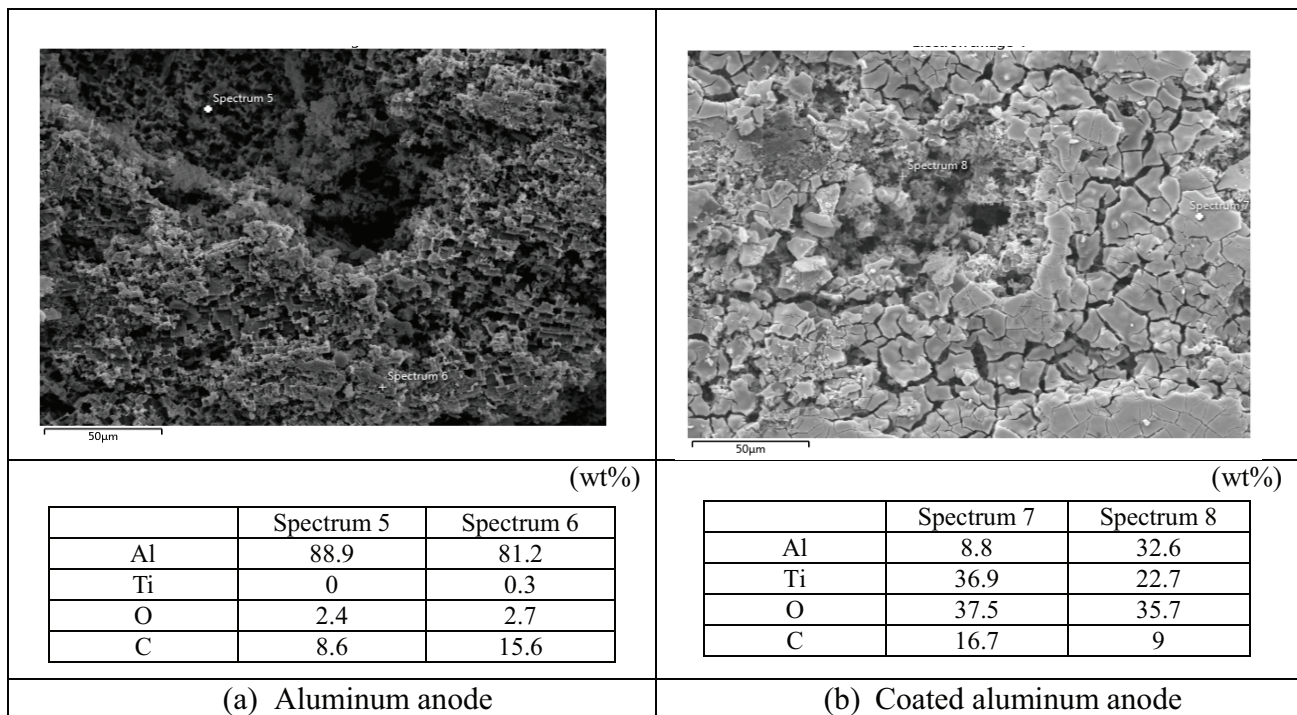 Spectrum 5
Spectrum 6
50µm
Spectrum 8
Spectrum 7
50µm
(wt%)
Spectrum 5 Spectrum 6
Al 88.9 81.2
Ti 0 0.3
O 2.4 2.7
C 8.6 15.6
(wt%)
Spectrum 7 Spectrum 8
Al 8.8 32.6
Ti 36.9 22.7
O 37.5 35.7
C 16.7 9
(a) Aluminum anode
(b) Coated aluminum anode